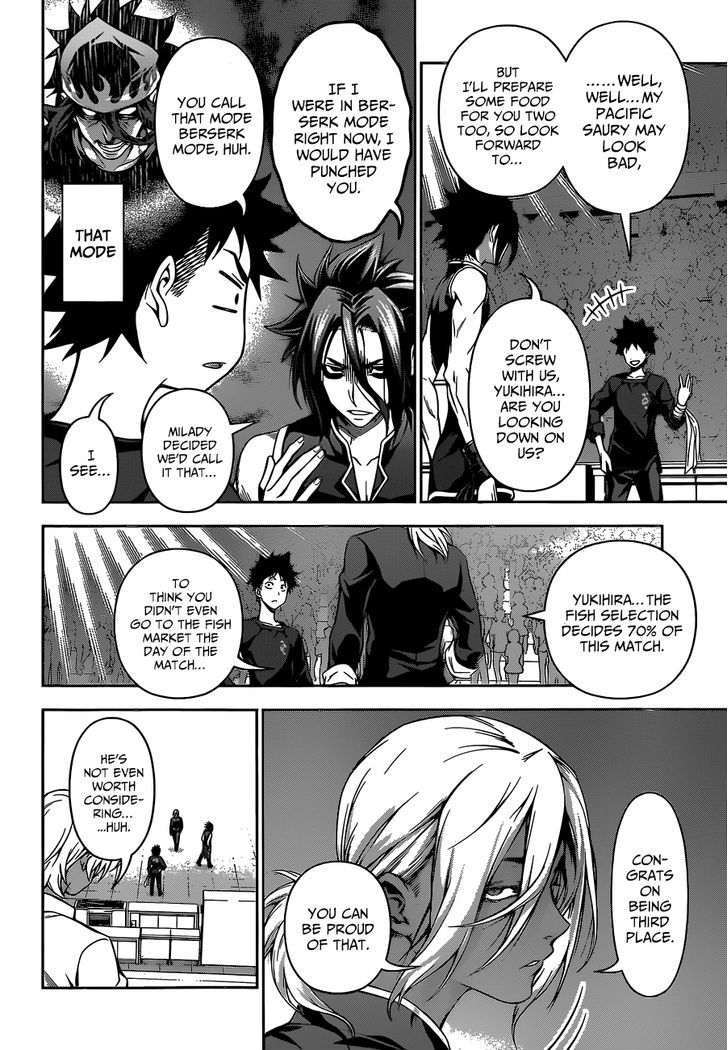 ......WELL,
WELL...MY
PACIFIC
SAURY MAY
LOOK
BAD,
BUT
I'LL PREPARE
SOME FOOD
FOR YOU TWO
TOO, SO LOOK
FORWARD
TO...
DON'T
SCREW
WITH US,
YUKIHIRA...
ARE YOU
LOOKING
DOWN ON
US?
IF I
WERE IN BER-
SERK MODE
RIGHT NOW, I
WOULD HAVE
PUNCHED
YOU.
YOU CALL
THAT MODE
BERSERK
MODE, HUH.
THAT
MODE
MILADY
DECIDED
WE'D CALL
IT THAT...
I
SEE...
YUKIHIRA...THE
FISH SELECTION
DECIDES 70% OF
THIS MATCH.
TO
THINK YOU
DIDN'T EVEN
GO TO THE FISH
MARKET THE
DAY OF THE
MATCH...
CON-
GRATS
ON
BEING
THIRD
PLACE.
YOU CAN
BE PROUD
OF THAT.
HE'S
NOT EVEN
WORTH
CONSIDE-
RING...
...HUH.